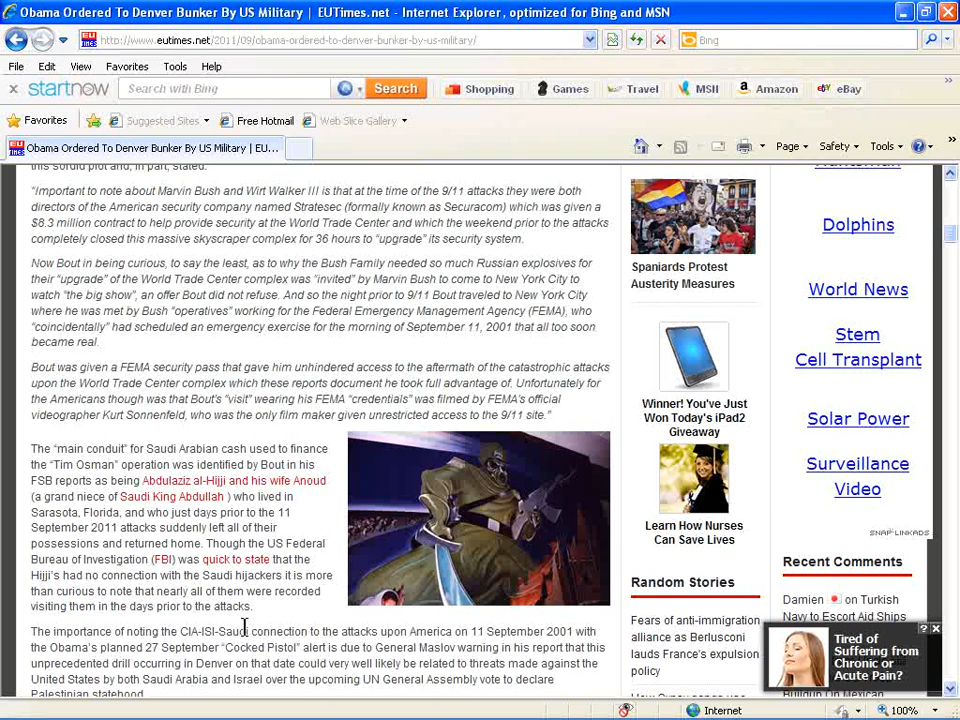 Obama Ordered To Denver Bunker By US Military | EUTimes.net - Internet Explorer, optimized for Bing and MSN
http://www.eutimes.net/2011/09/obama-ordered-to-denver-bunker-by-us-military/
Bing
File Edit View Favorites Tools Help
startnow Search with Bing Search Shopping Games Travel MSN Amazon eBay
Favorites Suggested Sites Free Hotmail Web Slice Gallery
Obama Ordered To Denver Bunker By US Military | EU...
Page Safety Tools
this sordid plot and, in part, stated:
"Important to note about Marvin Bush and Wirt Walker III is that at the time of the 9/11 attacks they were both
directors of the American security company named Stratesec (formally known as Securacom) which was given a
$8.3 million contract to help provide security at the World Trade Center and which the weekend prior to the attacks
completely closed this massive skyscraper complex for 36 hours to "upgrade" its security system.
Now Bout in being curious, to say the least, as to why the Bush Family needed so much Russian explosives for
their "upgrade" of the World Trade Center complex was "invited" by Marvin Bush to come to New York City to
watch "the big show", an offer Bout did not refuse. And so the night prior to 9/11 Bout traveled to New York City
where he was met by Bush "operatives" working for the Federal Emergency Management Agency (FEMA), who
"coincidentally" had scheduled an emergency exercise for the morning of September 11, 2001 that all too soon
became real.
Bout was given a FEMA security pass that gave him unhindered access to the aftermath of the catastrophic attacks
upon the World Trade Center complex which these reports document he took full advantage of. Unfortunately for
the Americans though was that Bout's "visit" wearing his FEMA "credentials" was filmed by FEMA's official
videographer Kurt Sonnenfeld, who was the only film maker given unrestricted access to the 9/11 site."
The "main conduit" for Saudi Arabian cash used to finance
the "Tim Osman" operation was identified by Bout in his
FSB reports as being Abdulaziz al-Hijji and his wife Anoud
(a grand niece of Saudi King Abdullah ) who lived in
Sarasota, Florida, and who just days prior to the 11
September 2011 attacks suddenly left all of their
possessions and returned home. Though the US Federal
Bureau of Investigation (FBI) was quick to state that the
Hijji's had no connection with the Saudi hijackers it is more
than curious to note that nearly all of them were recorded
visiting them in the days prior to the attacks.
The importance of noting the CIA-ISI-Saudi connection to the attacks upon America on 11 September 2001 with
the Obama's planned 27 September "Cocked Pistol" alert is due to General Maslov warning in his report that this
unprecedented drill occurring in Denver on that date could very well likely be related to threats made against the
United States by both Saudi Arabia and Israel over the upcoming UN General Assembly vote to declare
Palestinian statehood.
Spaniards Protest
Austerity Measures
Winner! You've Just
Won Today's iPad2
Giveaway
Learn How Nurses
Can Save Lives
Random Stories
Fears of anti-immigration
alliance as Berlusconi
lauds France's expulsion
policy
Dolphins
World News
Stem
Cell Transplant
Solar Power
Surveillance
Video
SNAP LINKADS
Recent Comments
Damien on Turkish
Navy to Escort Aid Ships
Tired of
Suffering from
Chronic or
Acute Pain?
Buildup On Mexican
Internet 100%